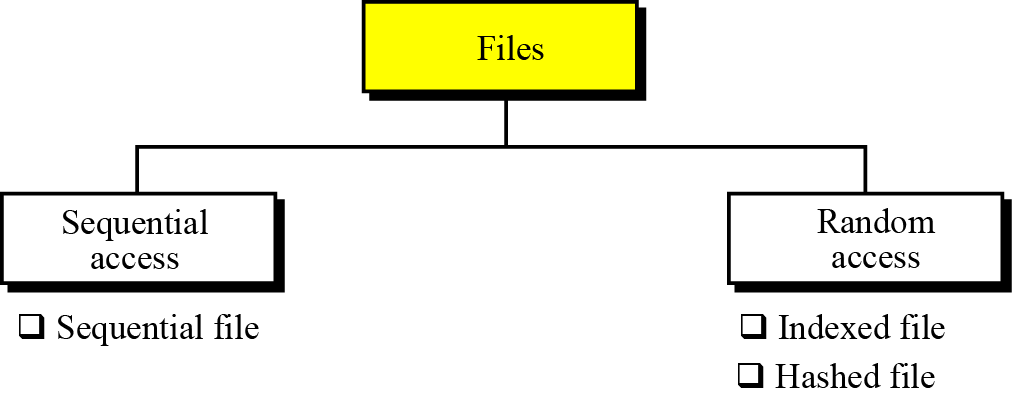 Files
Sequential
access
Random
access
Sequential file
Indexed file
Hashed file